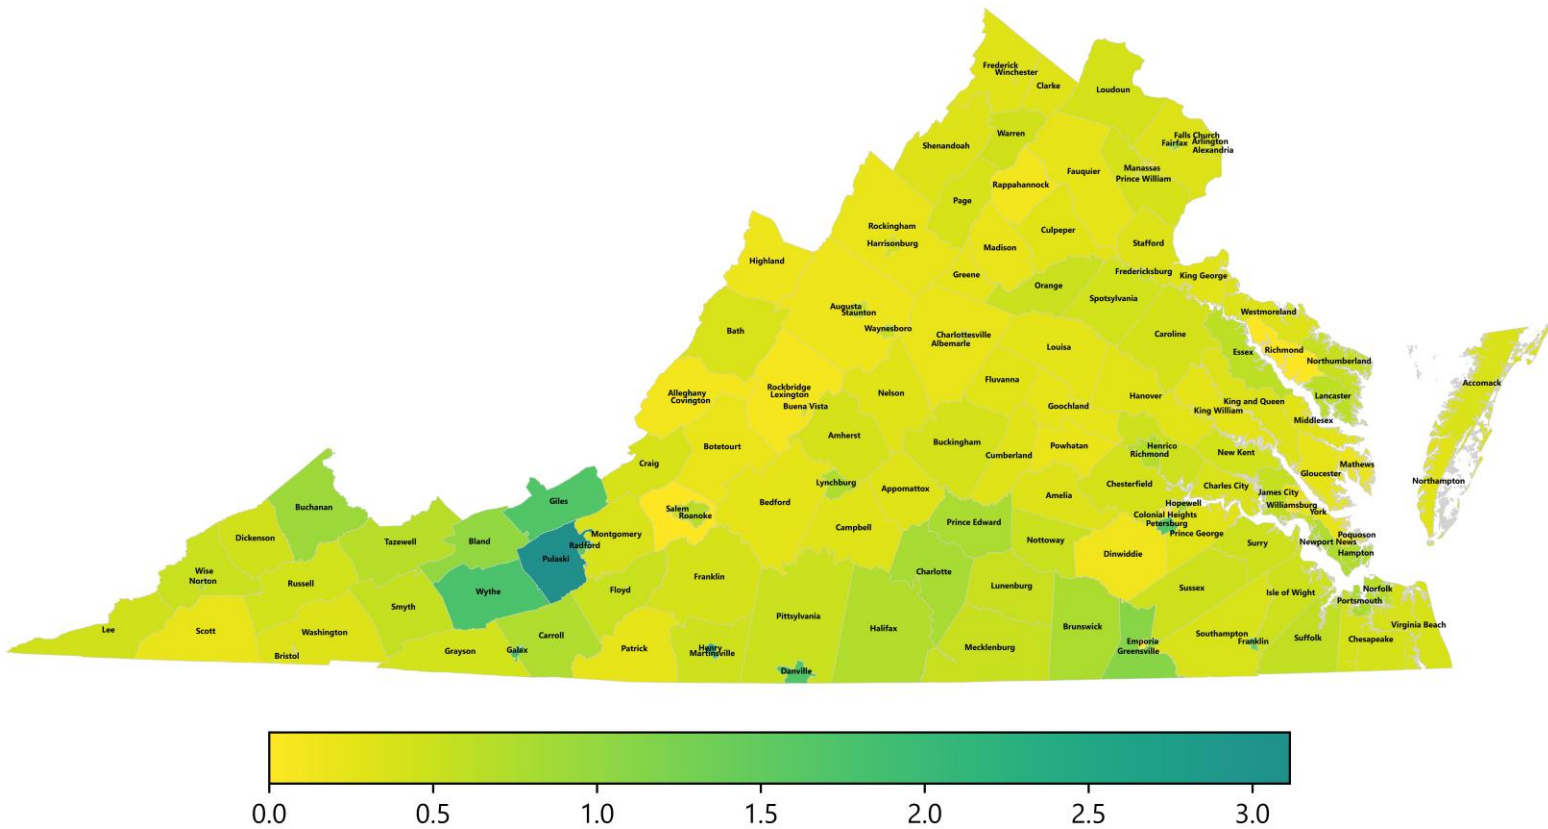 Frederick
Winchester
Clarke
Loudoun
Warren
Falls Church
Fairfax
Arlington
Alexandria
Shenandoah
Manassas
Prince William
Fauquier
Rappahannock
Page
Rockingham
Culpeper
Harrisonburg
Madison
Stafford
Highland
Greene
Fredericksburg
King George
Orange
Spotsylvania
Augusta
Staunton
Westmoreland
Waynesboro
Bath
Charlottesville
Albemarle
Caroline
Louisa
Essex
Richmond
Northumberland
Fluvanna
Accomack
Rockbridge
Lexington
Alleghany
Covington
Nelson
Hanover
Lancaster
Buena Vista
Goochland
King and Queen
King William
Middlesex
Amherst
Buckingham
Botetourt
Powhatan
Henrico
Richmond
Cumberland
New Kent
Craig
Mathews
Gloucester
Northampton
Lynchburg
Chesterfield
Charles City
Appomattox
James City
Giles
Bedford
Amelia
Williamsburg
Hopewell
Buchanan
Salem
Roanoke
York
Colonial Heights
Petersburg
Prince Edward
Campbell
Prince George
Montgomery
Poquoson
Dickenson
Tazewell
Bland
Nottoway
Newport News
Surry
Radford
Hampton
Dinwiddie
Pulaski
Wise
Norton
Charlotte
Franklin
Russell
Lunenburg
Sussex
Norfolk
Wythe
Floyd
Isle of Wight
Portsmouth
Smyth
Pittsylvania
Virginia Beach
Lee
Scott
Washington
Halifax
Brunswick
Carroll
Southampton
Suffolk
Chesapeake
Emporia
Franklin
Greensville
Patrick
Henry
Martinsville
Mecklenburg
Grayson
Galax
Bristol
Danville
0.0 0.5 1.0 1.5 2.0 2.5 3.0